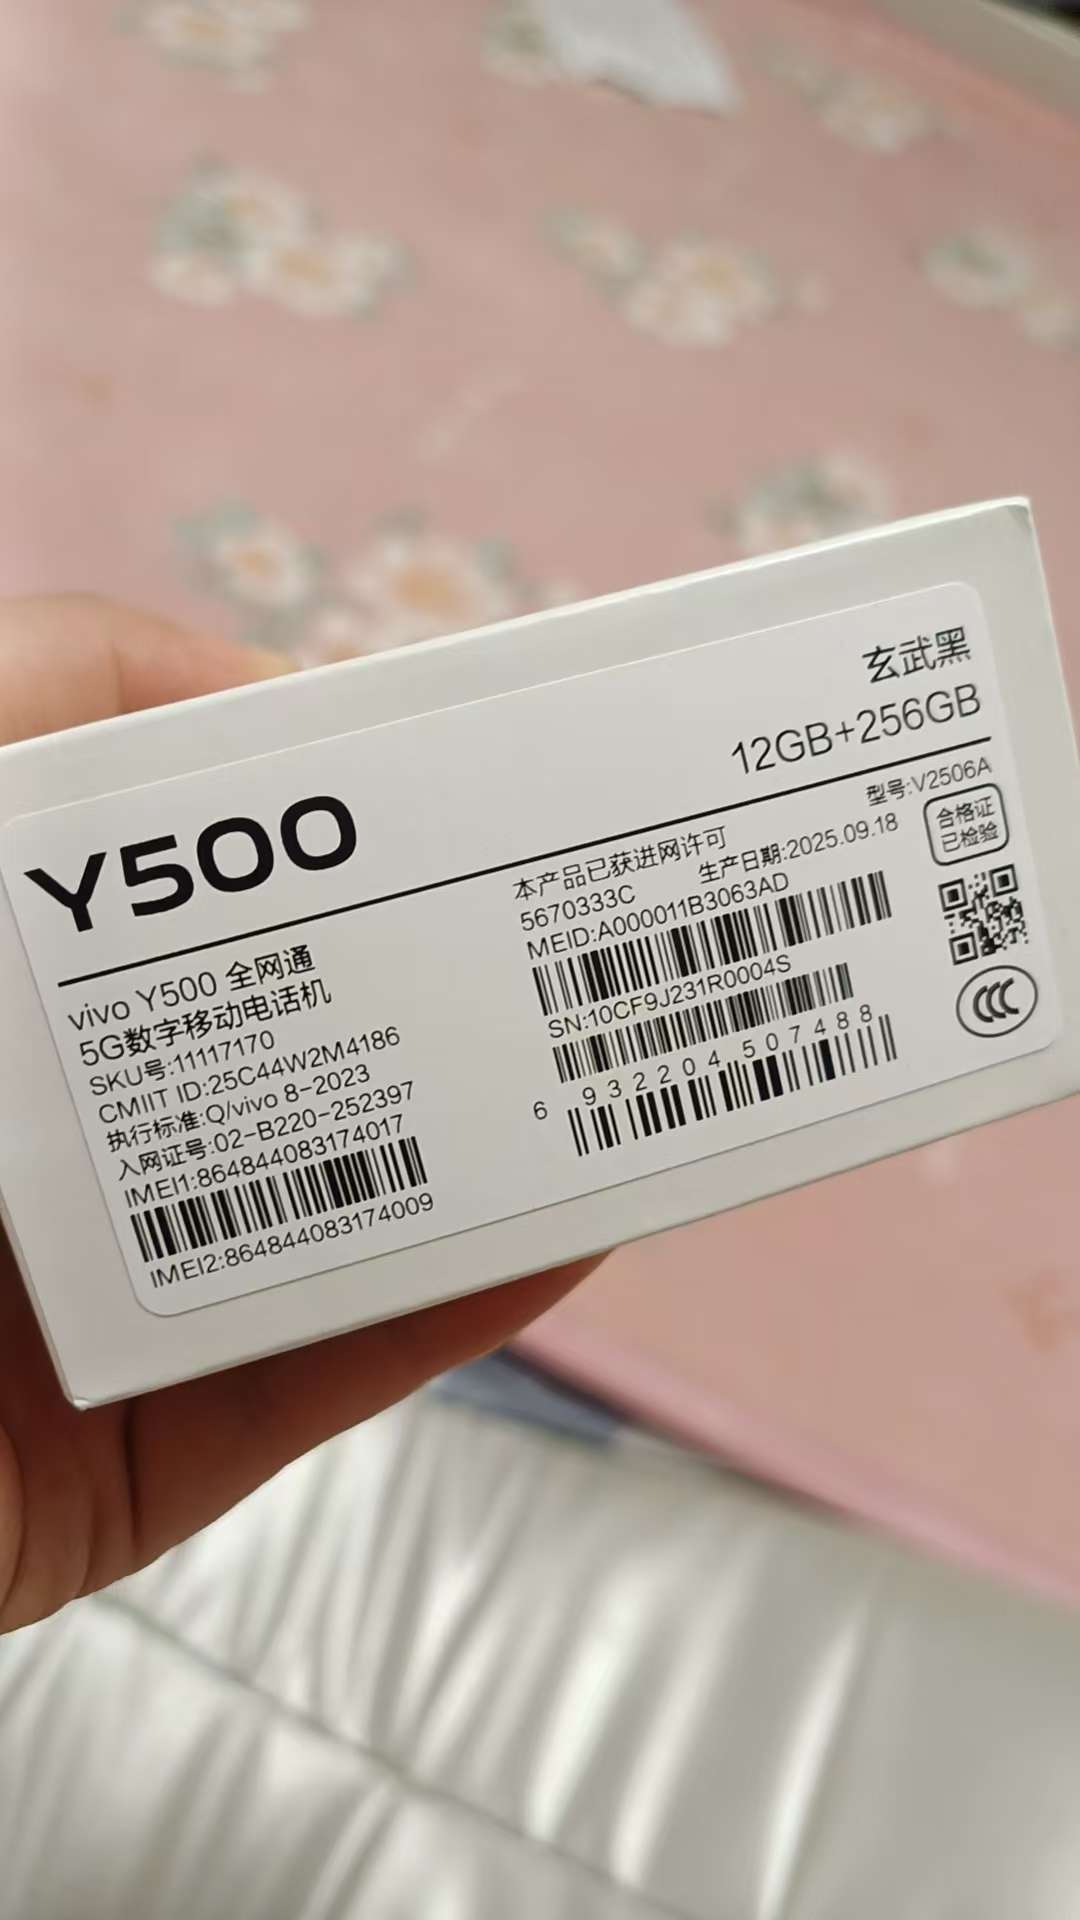 玄武黑
12GB+256GB
Y500
型号:V2506A
vivo Y500 全网通
5G数字移动电话机
SKU号:11117170
CMIIT ID:25C44W2M4186
执行标准:Q/vivo 8-2023
入网证号:02-B220-252397
IMEI1:864844083174017
IMEI2:864844083174009
本产品已获进网许可
5670333C 生产日期:2025.09.18
MEID:A000011B3063AD
SN:10CF9J231R0004S
6 932204 507488
合格证
已检验
CCC